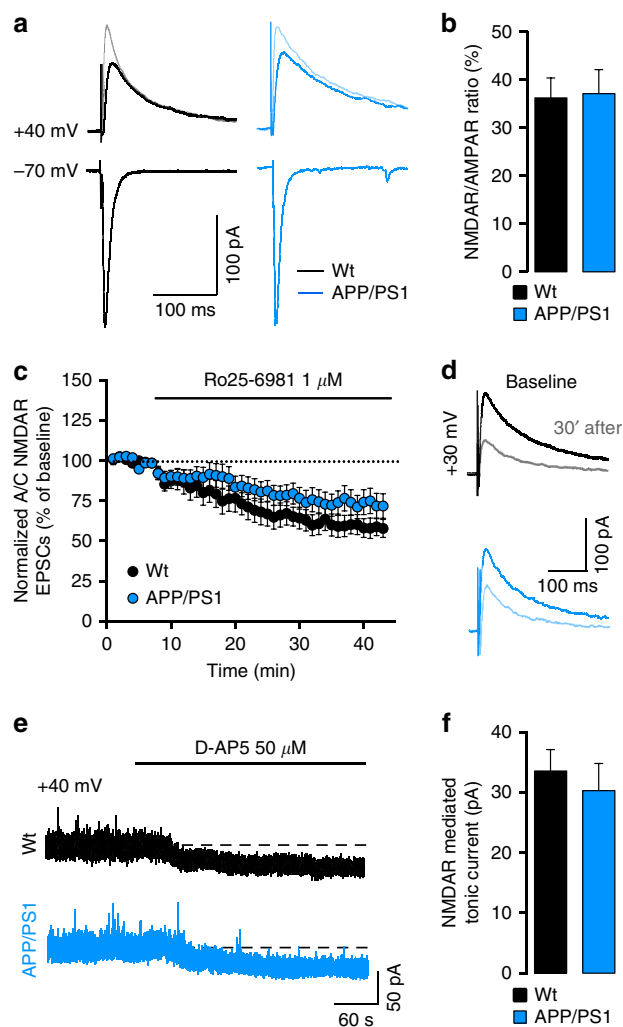 a
+40 mV
−70 mV
100 pA
100 ms
Wt
APP/PS1
b
NMDAR/AMPAR ratio (%)
50
40
30
20
10
0
Wt
APP/PS1
c
Ro25-6981 1 μM
Normalized A/C NMDAR
EPSCs (% of baseline)
150
125
100
75
50
25
0
Wt
APP/PS1
0 10 20 30 40
Time (min)
d
Baseline
30′ after
+30 mV
100 pA
100 ms
e
D-AP5 50 μM
+40 mV
Wt
APP/PS1
50 pA
60 s
f
NMDAR mediated
tonic current (pA)
40
30
20
10
0
Wt
APP/PS1